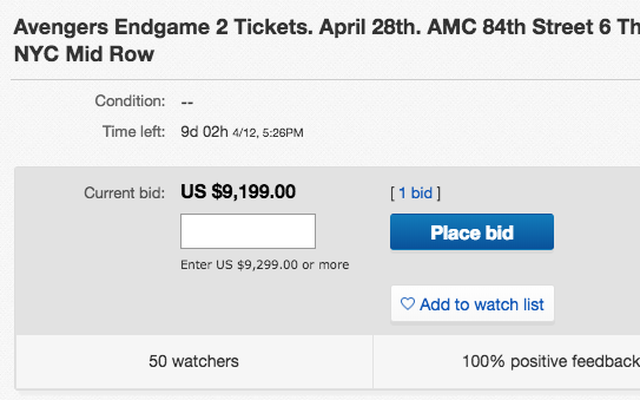 Avengers Endgame 2 Tickets. April 28th. AMC 84th Street 6 Th
NYC Mid Row
Condition: --
Time left: 9d 02h 4/12, 5:26PM
Current bid: US $9,199.00 [ 1 bid ]
Place bid
Enter US $9,299.00 or more
Add to watch list
50 watchers 100% positive feedback